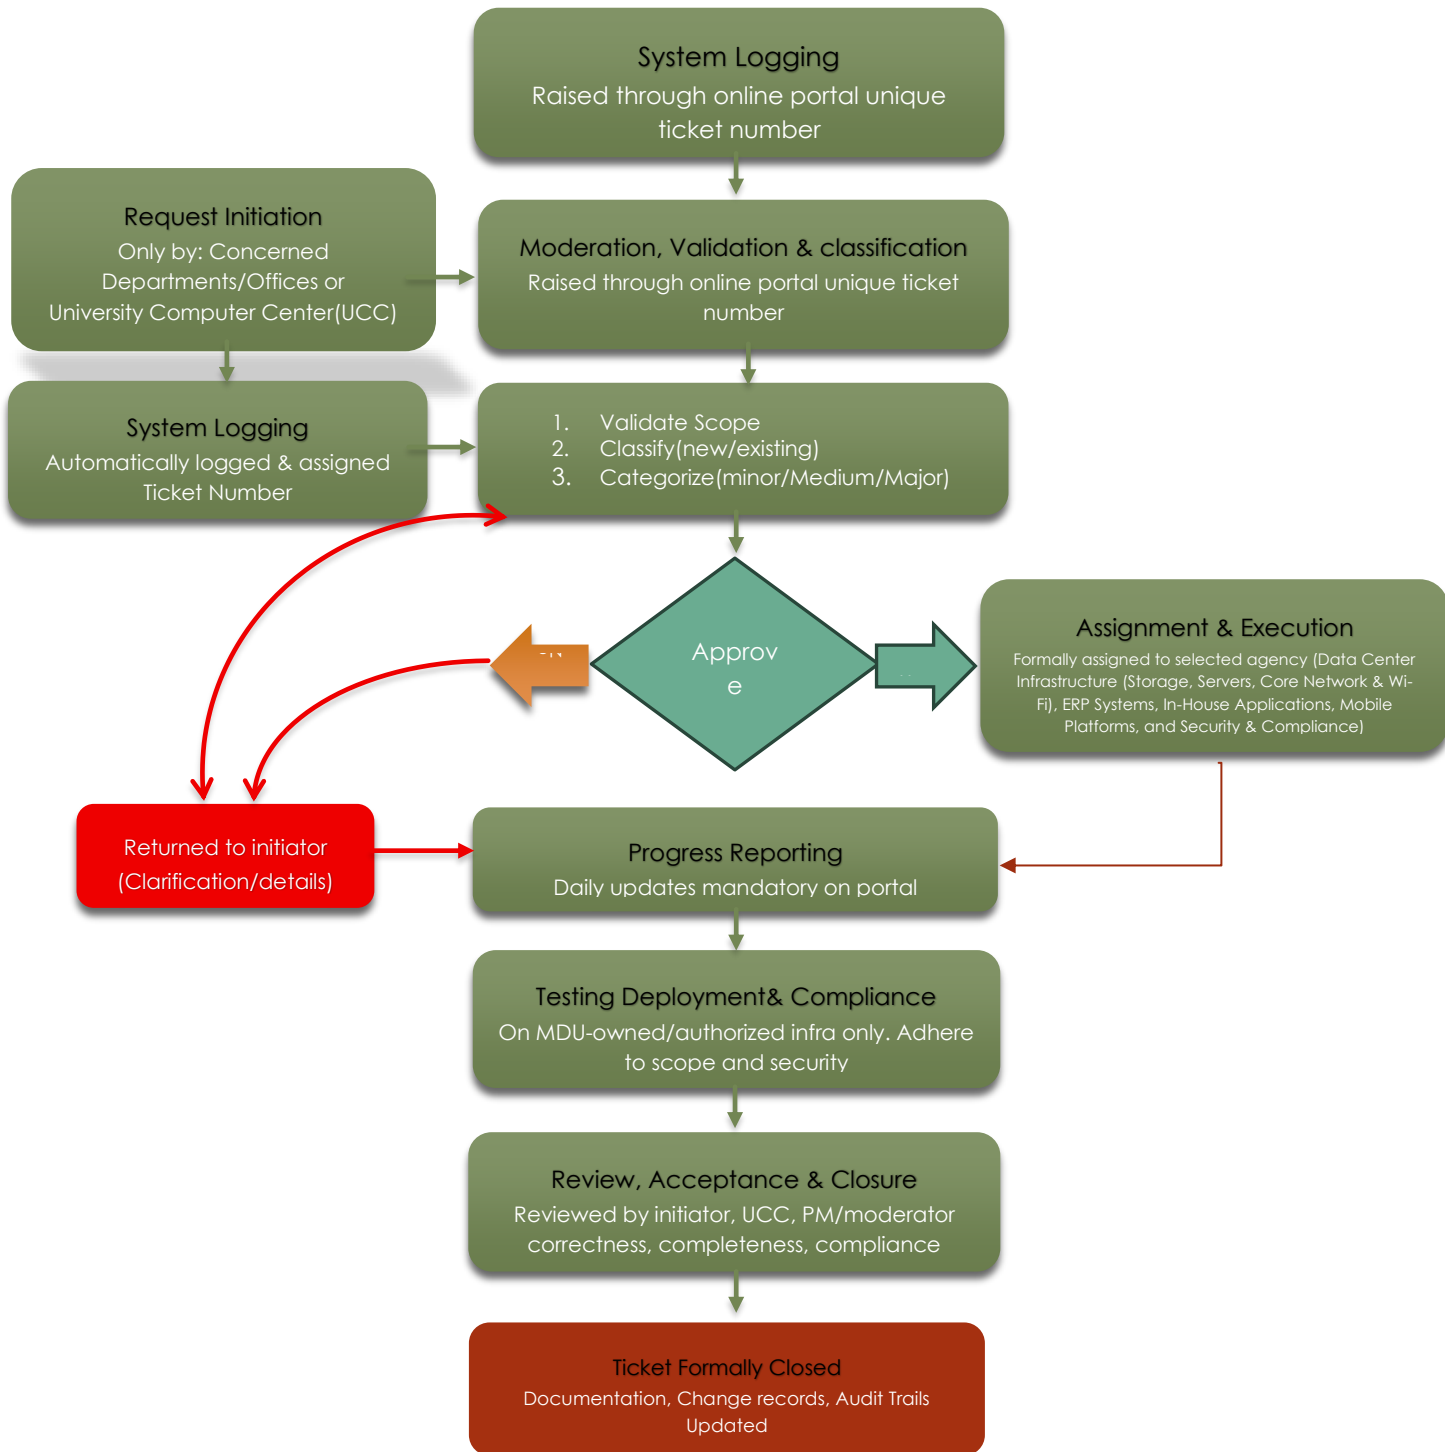 System Logging
Raised through online portal unique
ticket number
Request Initiation
Only by: Concerned
Departments/Offices or
University Computer Center(UCC)
Moderation, Validation & classification
Raised through online portal unique ticket
number
System Logging
Automatically logged & assigned
Ticket Number
1. Validate Scope
2. Classify(new/existing)
3. Categorize(minor/Medium/Major)
Approv
e
Assignment & Execution
Formally assigned to selected agency (Data Center
Infrastructure (Storage, Servers, Core Network & Wi-
Fi), ERP Systems, In-House Applications, Mobile
Platforms, and Security & Compliance)
Returned to initiator
(Clarification/details)
Progress Reporting
Daily updates mandatory on portal
Testing Deployment& Compliance
On MDU-owned/authorized infra only. Adhere
to scope and security
Review, Acceptance & Closure
Reviewed by initiator, UCC, PM/moderator
correctness, completeness, compliance
Ticket Formally Closed
Documentation, Change records, Audit Trails
Updated